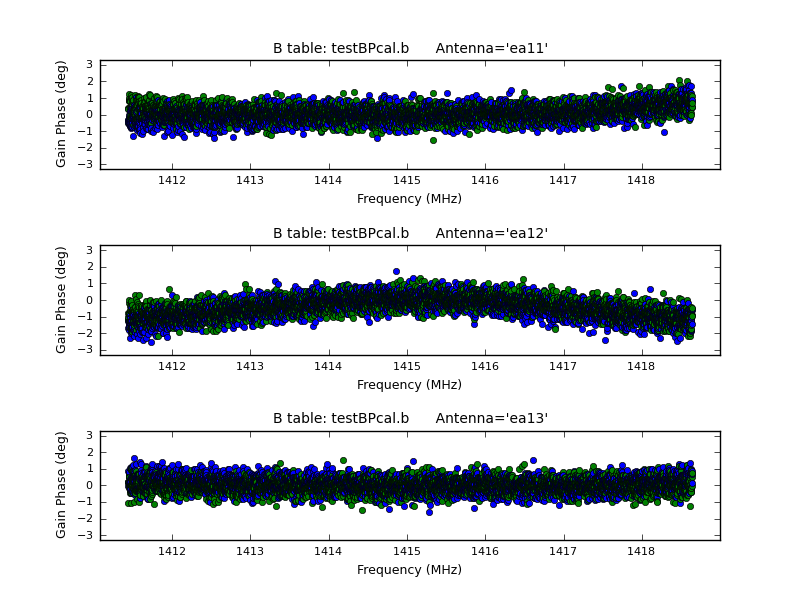 B table: testBPcal.b Antenna='ea11'
Gain Phase (deg)
3
2
1
0
−1
−2
−3
1412 1413 1414 1415 1416 1417 1418
Frequency (MHz)
B table: testBPcal.b Antenna='ea12'
Gain Phase (deg)
3
2
1
0
−1
−2
−3
1412 1413 1414 1415 1416 1417 1418
Frequency (MHz)
B table: testBPcal.b Antenna='ea13'
Gain Phase (deg)
3
2
1
0
−1
−2
−3
1412 1413 1414 1415 1416 1417 1418
Frequency (MHz)